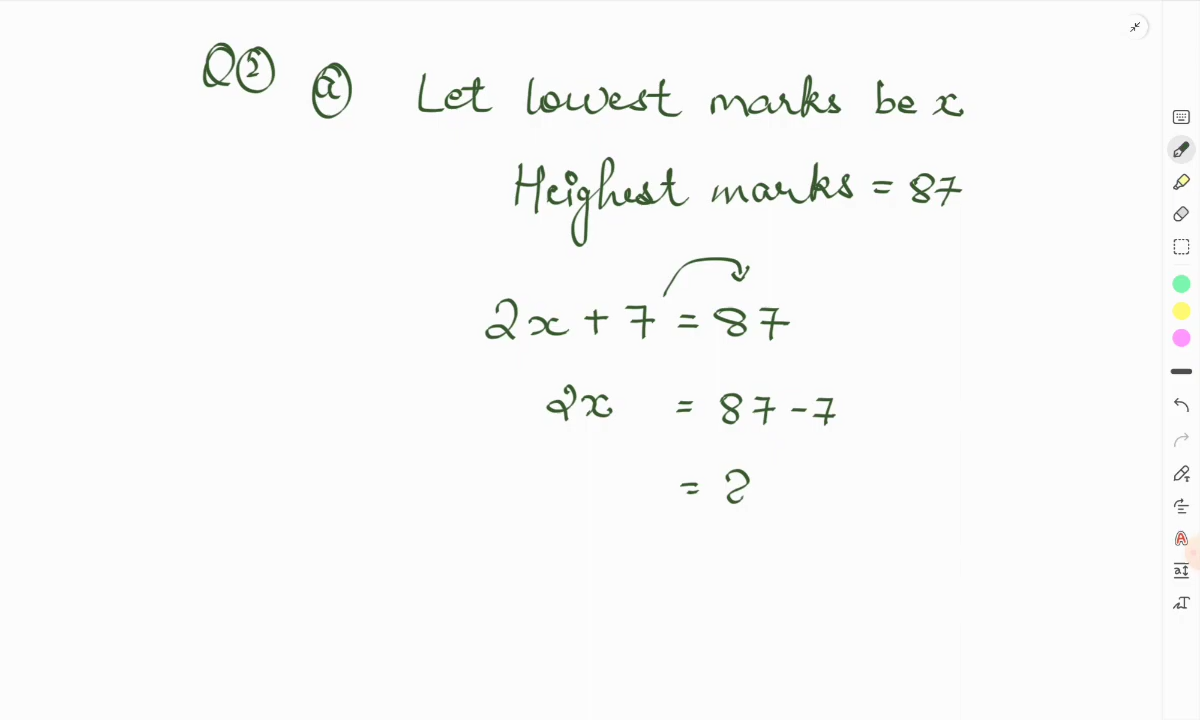 Q② ⓐ Let lowest marks be x
Heighest marks = 87
2x + 7 = 87
2x = 87 - 7
= 8